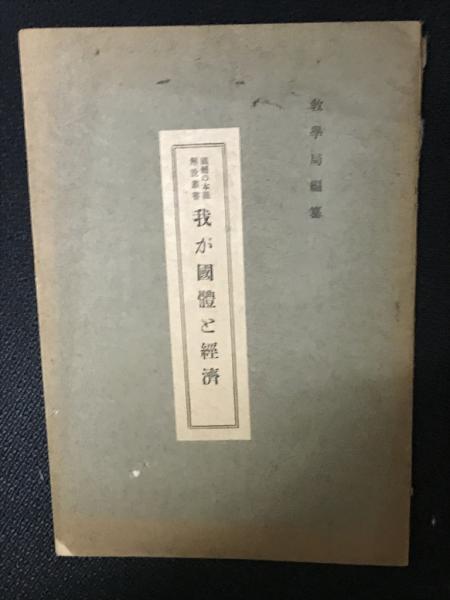 教學局編纂
國體の本義
解說叢書
我が國體と經濟